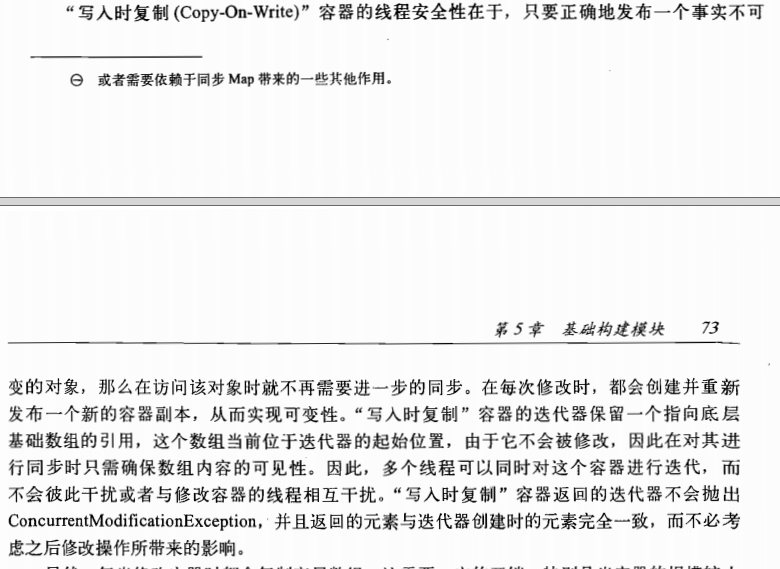 “写入时复制 (Copy-On-Write)”容器的线程安全性在于，只要正确地发布一个事实不可
㊀ 或者需要依赖于同步 Map 带来的一些其他作用。
第 5 章 基础构建模块 73
变的对象，那么在访问该对象时就不再需要进一步的同步。在每次修改时，都会创建并重新
发布一个新的容器副本，从而实现可变性。“写入时复制”容器的迭代器保留一个指向底层
基础数组的引用，这个数组当前位于迭代器的起始位置，由于它不会被修改，因此在对其进
行同步时只需确保数组内容的可见性。因此，多个线程可以同时对这个容器进行迭代，而
不会彼此干扰或者与修改容器的线程相互干扰。“写入时复制”容器返回的迭代器不会抛出
ConcurrentModificationException，并且返回的元素与迭代器创建时的元素完全一致，而不必考
虑之后修改操作所带来的影响。